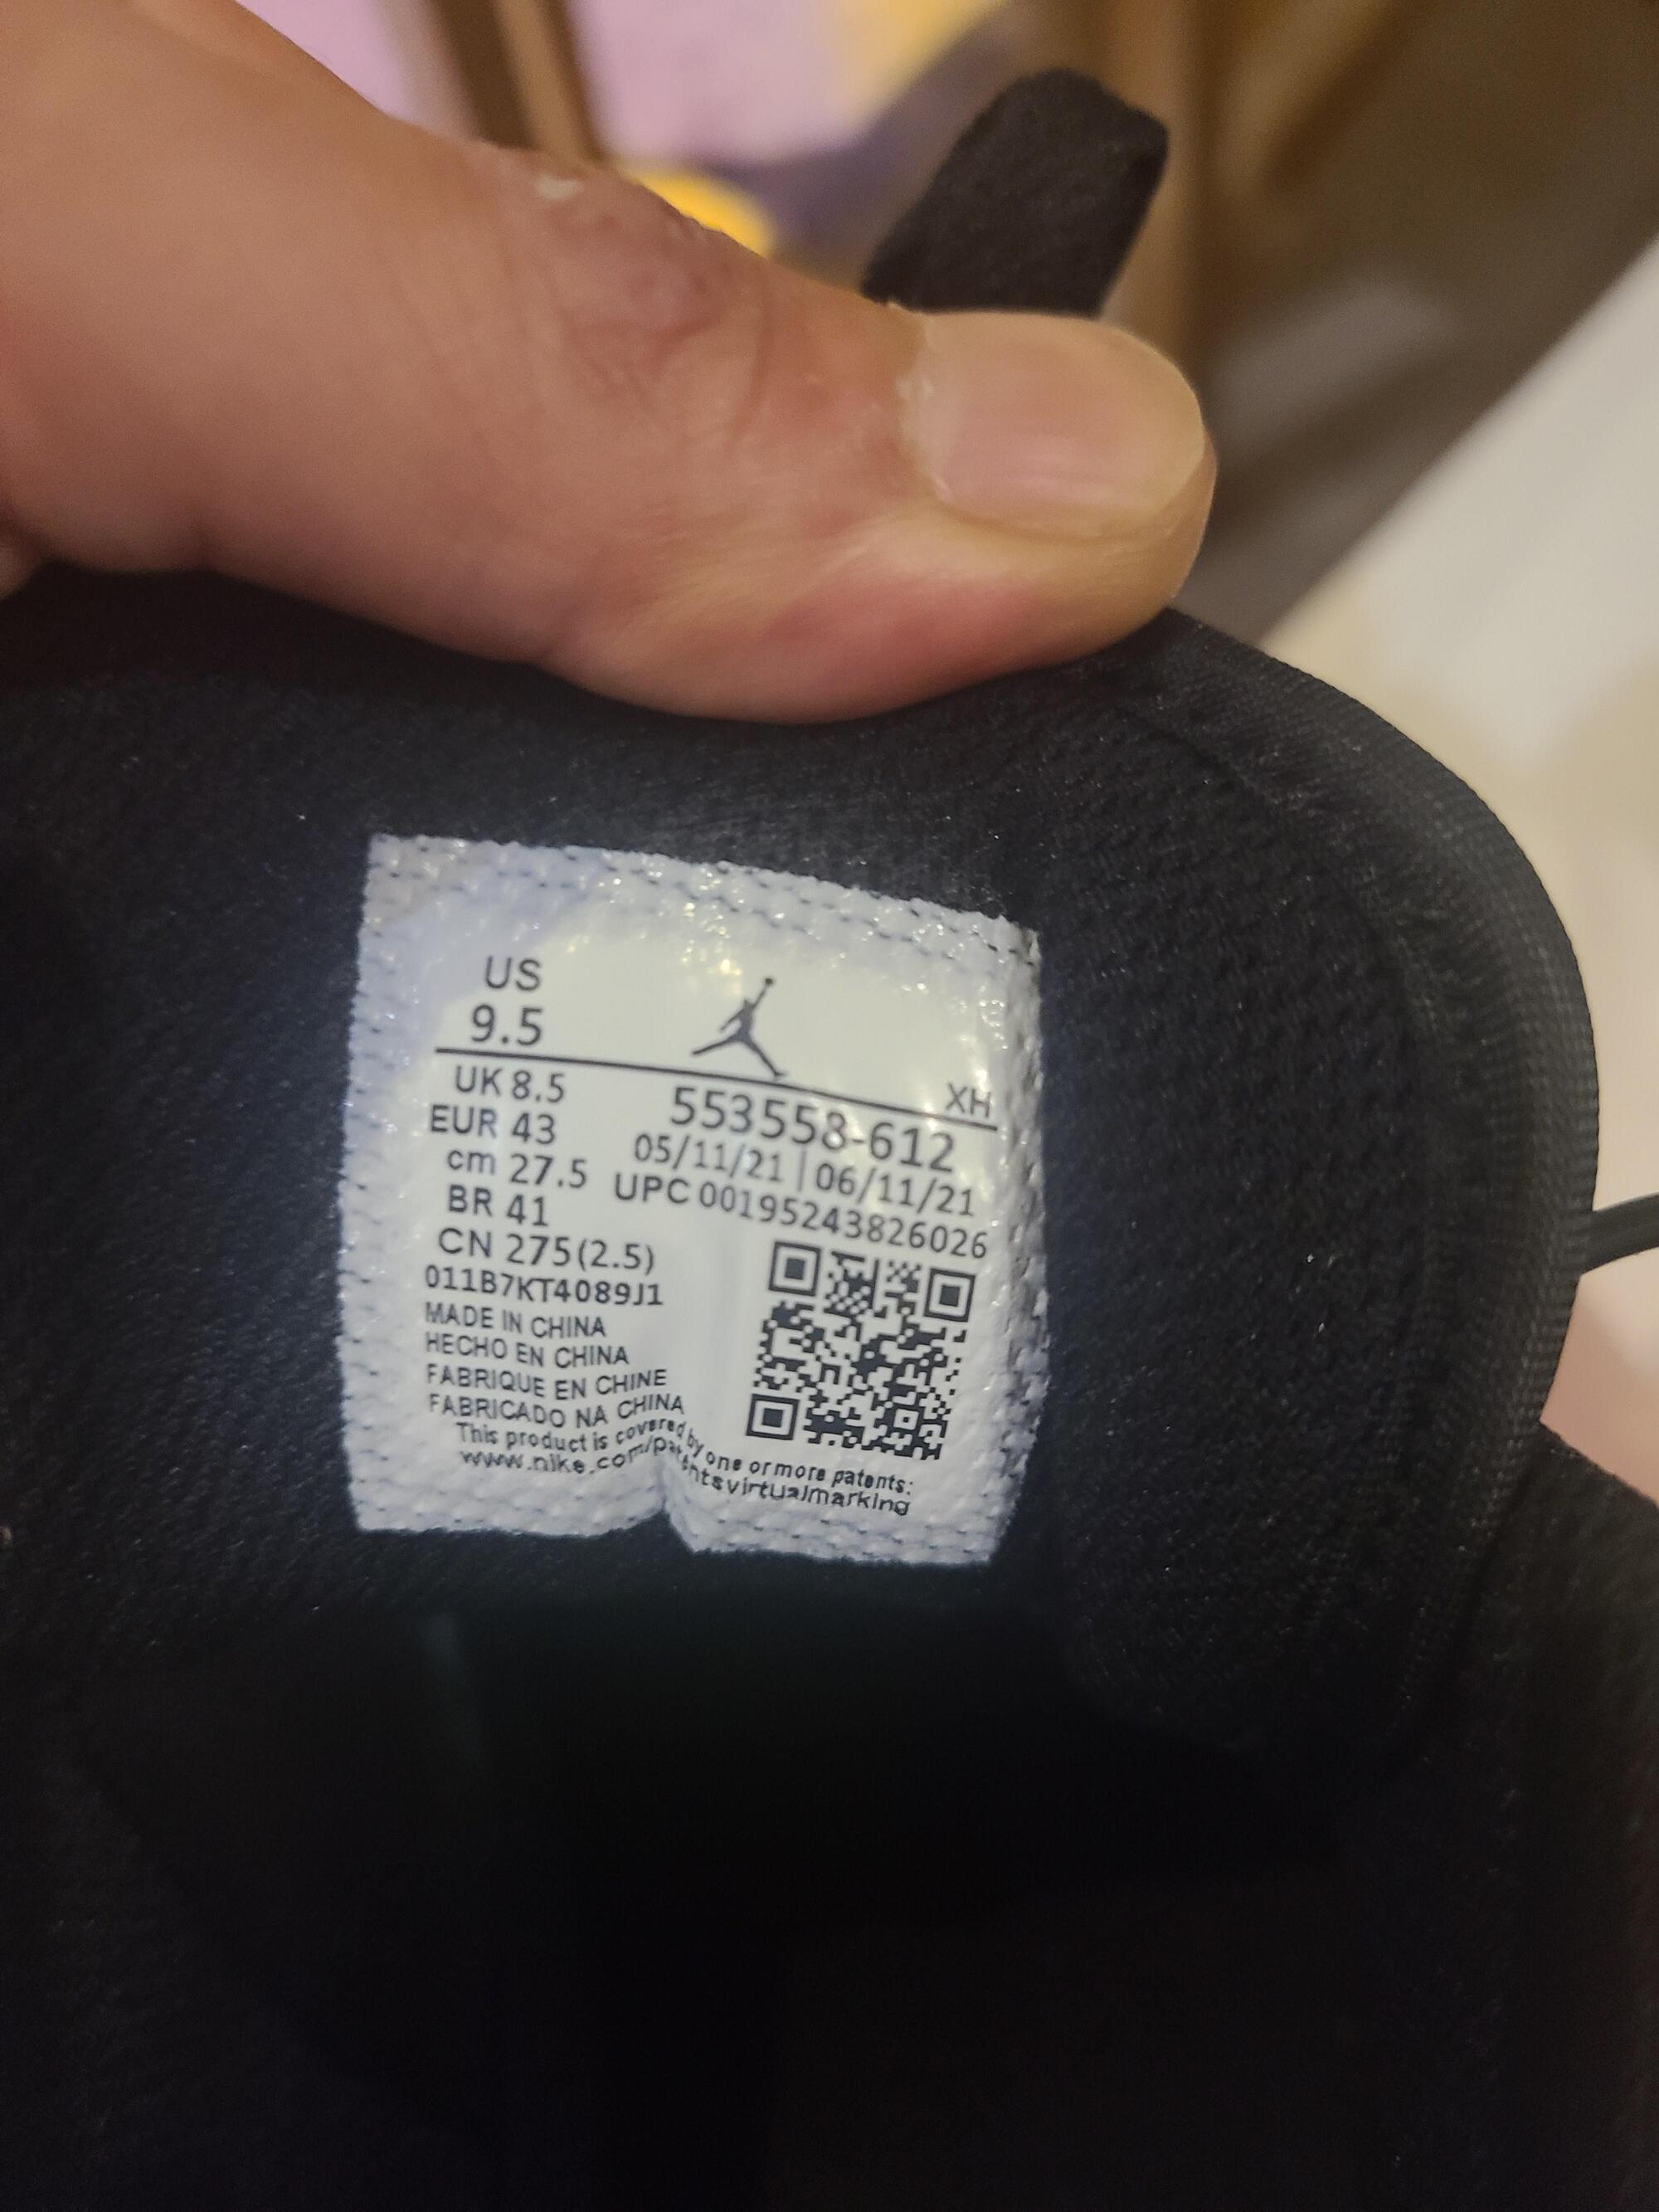 US
9.5
XH
UK 8.5
EUR 43
cm 27.5
BR 41
CN 275(2.5)
553558-612
05/11/21 | 06/11/21
UPC 00195243826026
011B7KT4089J1
MADE IN CHINA
HECHO EN CHINA
FABRIQUE EN CHINE
FABRICADO NA CHINA
This product is covered by one or more patents:
www.nike.com/patentsvirtualmarking